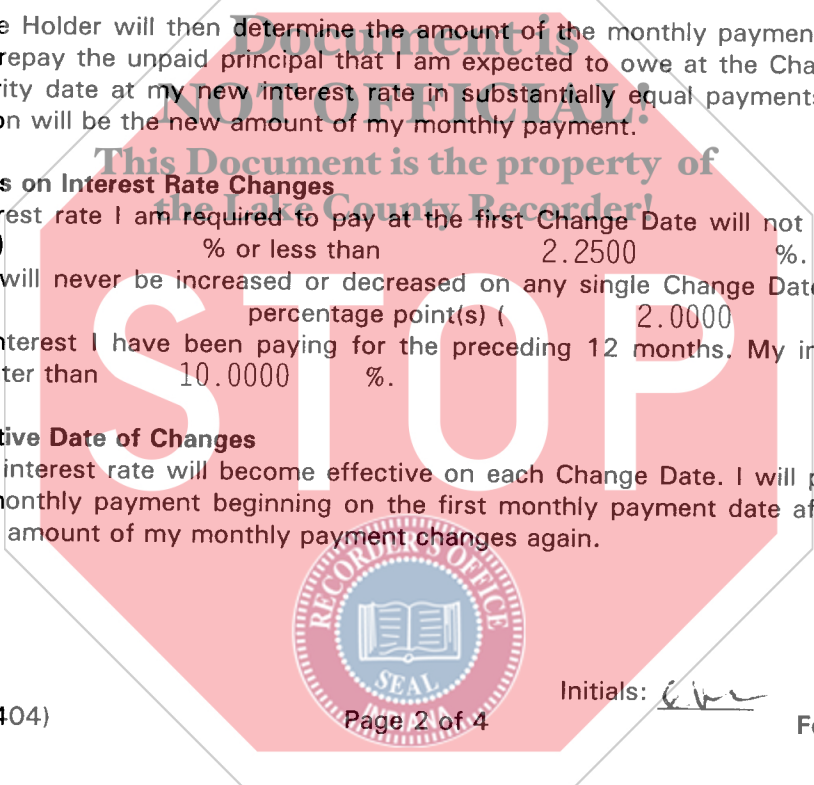 e Holder will then determine the amount of the monthly paymen
repay the unpaid principal that I am expected to owe at the Cha
rity date at my new interest rate in substantially equal payments
on will be the new amount of my monthly payment.
Document is
NOT OFFICIAL!
This Document is the property of
the Lake County Recorder!
s on Interest Rate Changes
rest rate I am required to pay at the first Change Date will not
) % or less than 2.2500 %.
will never be increased or decreased on any single Change Date
percentage point(s) ( 2.0000
nterest I have been paying for the preceding 12 months. My in
ter than 10.0000 %.
STOP
tive Date of Changes
interest rate will become effective on each Change Date. I will p
monthly payment beginning on the first monthly payment date af
amount of my monthly payment changes again.
RECORDER'S OFFICE
SEAL
INDIANA
Initials:
404) Page 2 of 4 Fo